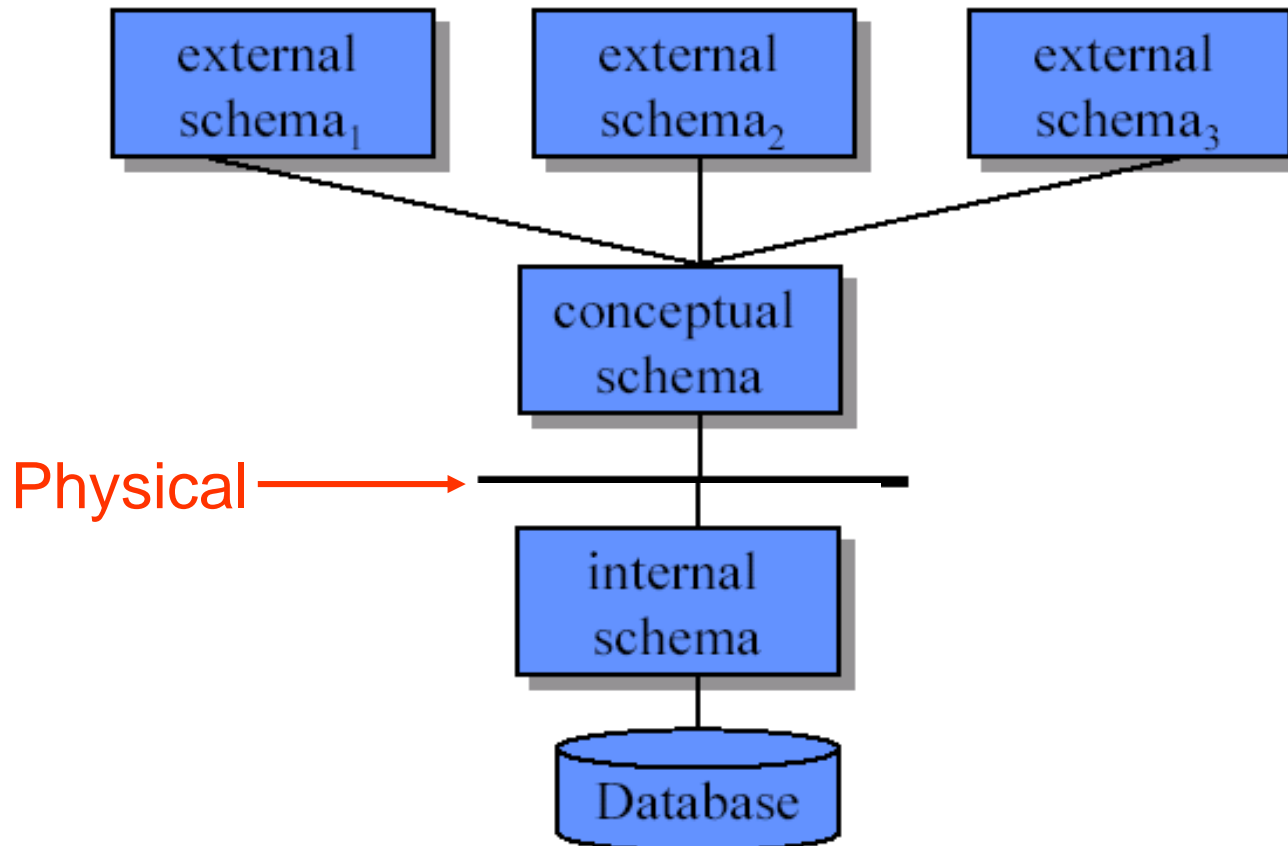 external
schema₁
external
schema₂
external
schema₃
conceptual
schema
Physical
internal
schema
Database